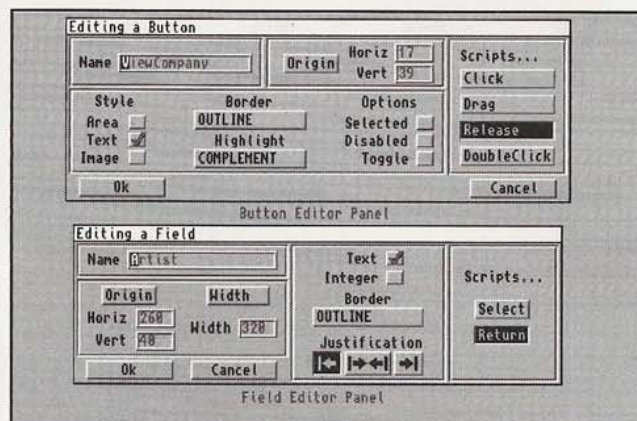 Editing a Button
Name ViewCompany
Origin
Horiz 17
Vert 39
Scripts...
Click
Drag
Release
DoubleClick
Style
Area
Text
Image
Border
OUTLINE
Highlight
COMPLEMENT
Options
Selected
Disabled
Toggle
Ok
Cancel
Button Editor Panel
Editing a Field
Name Artist
Origin
Width
Horiz 260
Vert 40
Width 320
Ok
Cancel
Text
Integer
Border
OUTLINE
Justification
Scripts...
Select
Return
Field Editor Panel